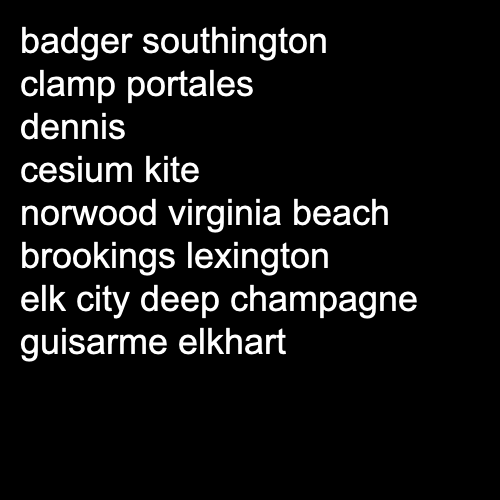 badger southington
clamp portales
dennis
cesium kite
norwood virginia beach
brookings lexington
elk city deep champagne
guisarme elkhart